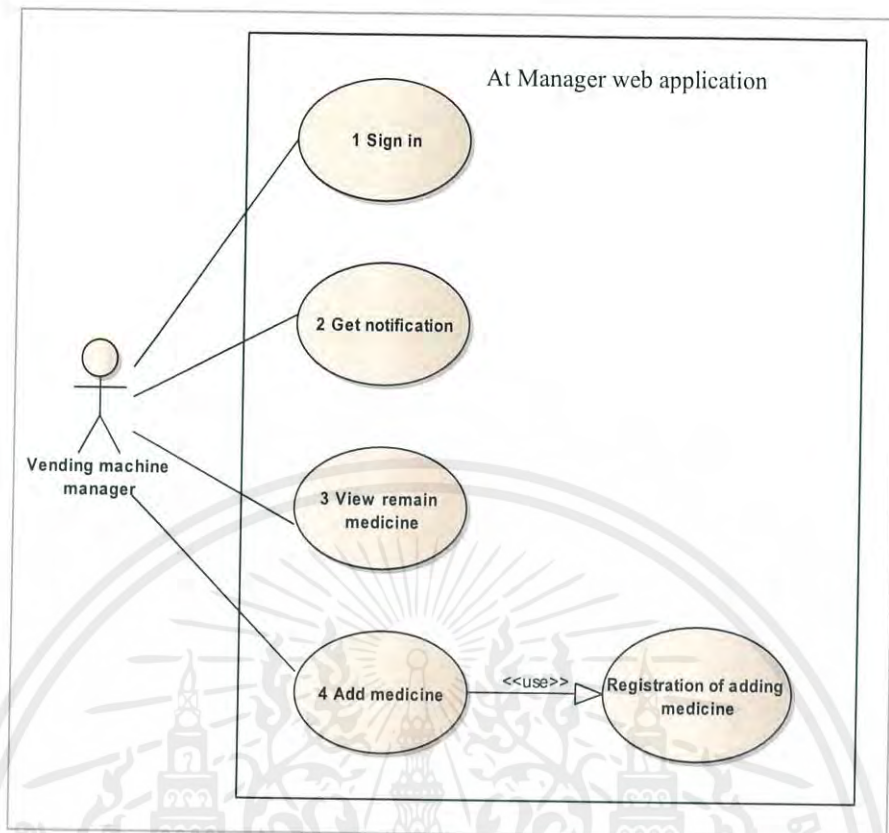 At Manager web application
1 Sign in
2 Get notification
Vending machine
manager
3 View remain
medicine
4 Add medicine
<<use>>
Registration of adding
medicine